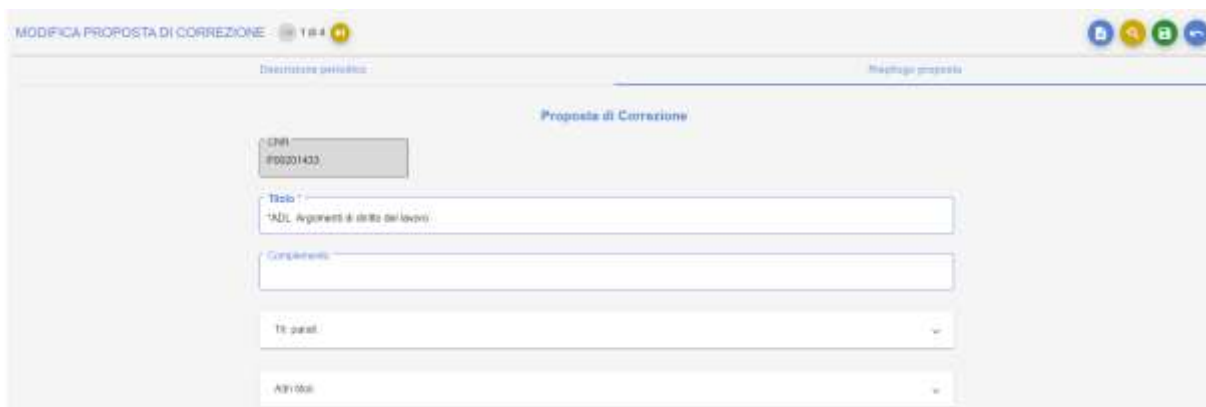 MODIFICA PROPOSTA DI CORREZIONE 1 di 4
Descrizione periodico Riepilogo proposta
Proposta di Correzione
CNR
P00201433
Titolo *
*ADL. Argomenti di diritto del lavoro
Complemento
Tit. parall.
Altri titoli